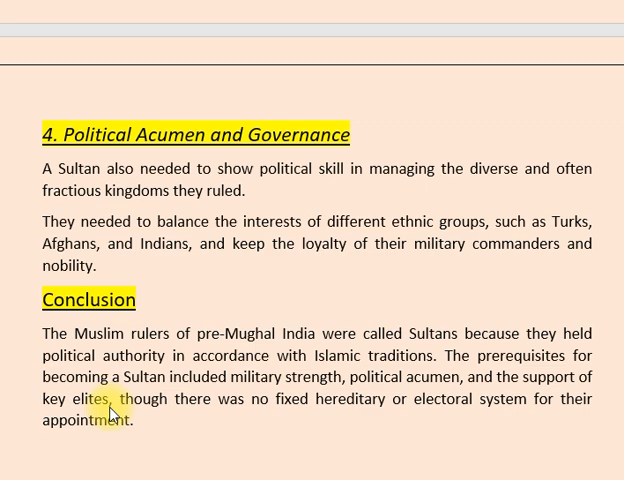 4. Political Acumen and Governance
A Sultan also needed to show political skill in managing the diverse and often
fractious kingdoms they ruled.
They needed to balance the interests of different ethnic groups, such as Turks,
Afghans, and Indians, and keep the loyalty of their military commanders and
nobility.
Conclusion
The Muslim rulers of pre-Mughal India were called Sultans because they held
political authority in accordance with Islamic traditions. The prerequisites for
becoming a Sultan included military strength, political acumen, and the support of
key elites, though there was no fixed hereditary or electoral system for their
appointment.